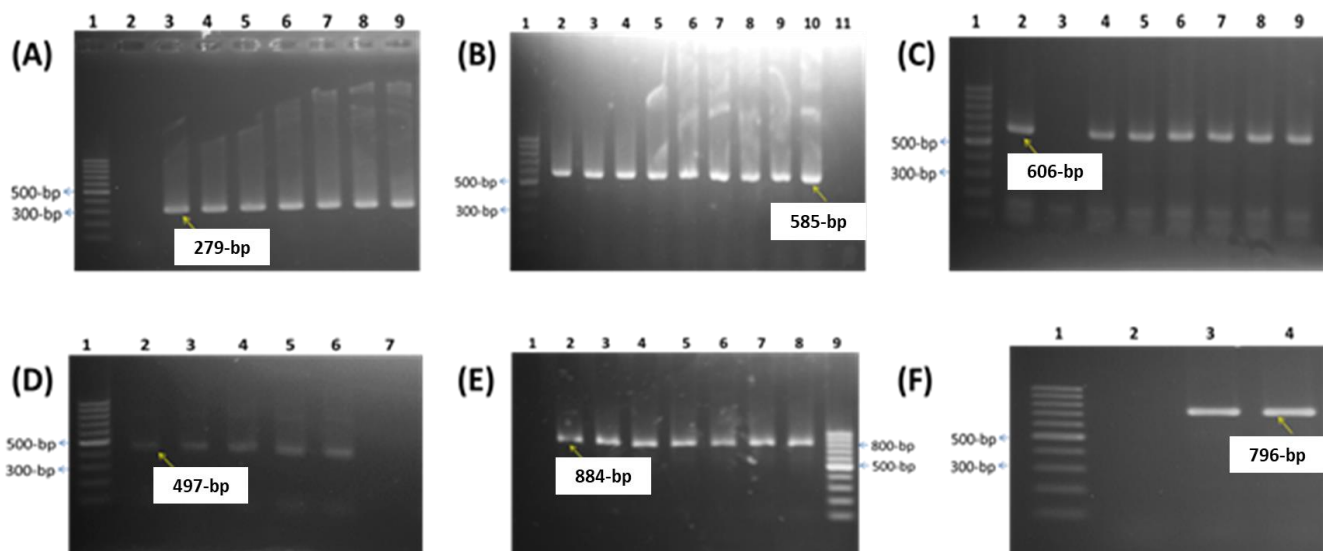 1 2 3 4 5 6 7 8 9
(A)
500-bp
300-bp
279-bp
2 3 4 5 6 7 8 9 10 11
(B)
1
500-bp
300-bp
585-bp
1 2 3 4 5 6 7 8 9
(C)
500-bp
300-bp
606-bp
1 2 3 4 5 6 7
(D)
500-bp
300-bp
497-bp
1 2 3 4 5 6 7 8 9
(E)
800-bp
500-bp
884-bp
1 2 3 4
(F)
500-bp
300-bp
796-bp